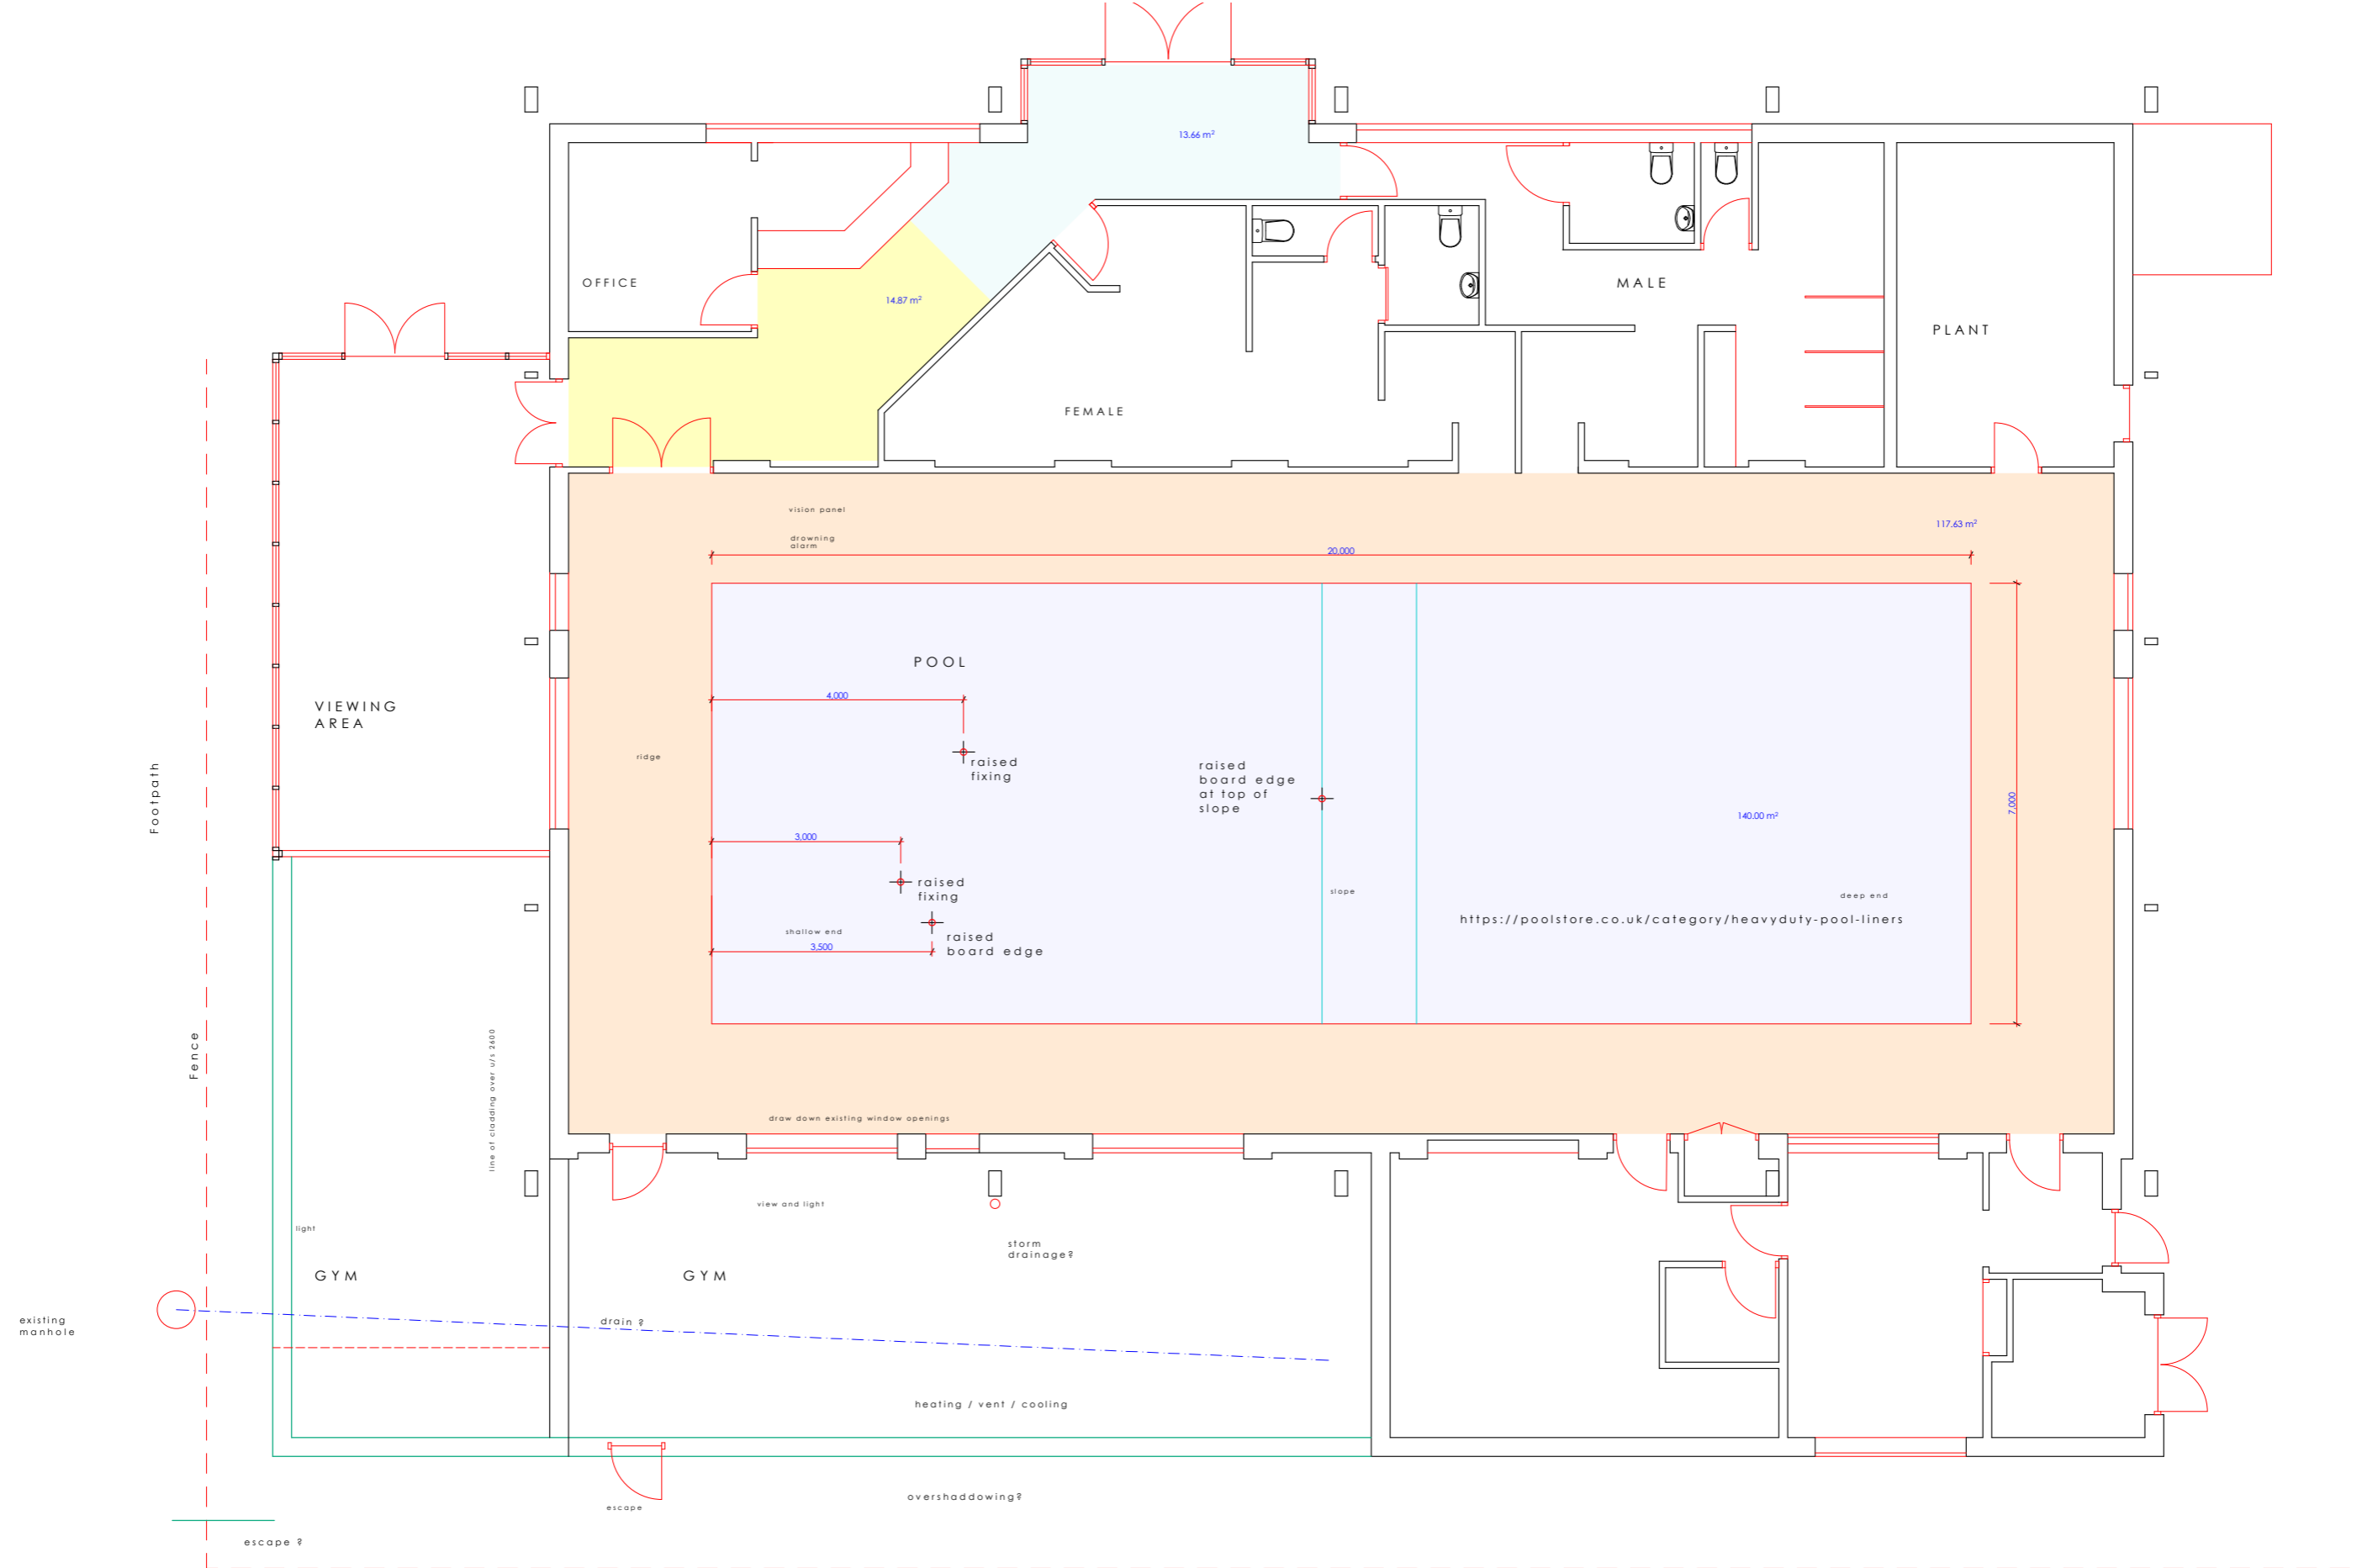 13.66 m²
OFFICE
14.87 m²
MALE
PLANT
FEMALE
vision panel
117.63 m²
drowning
alarm
20,000
POOL
4,000
VIEWING
AREA
ridge
raised
fixing
raised
board edge
at top of
slope
7,000
140.00 m²
Footpath
3,000
raised
fixing
slope
deep end
https://poolstore.co.uk/category/heavyduty-pool-liners
shallow end
3,500
raised
board edge
Fence
line of cladding over u/s 2600
draw down existing window openings
view and light
light
storm
drainage?
GYM
GYM
existing
manhole
drain ?
heating / vent / cooling
overshaddowing?
escape
escape ?